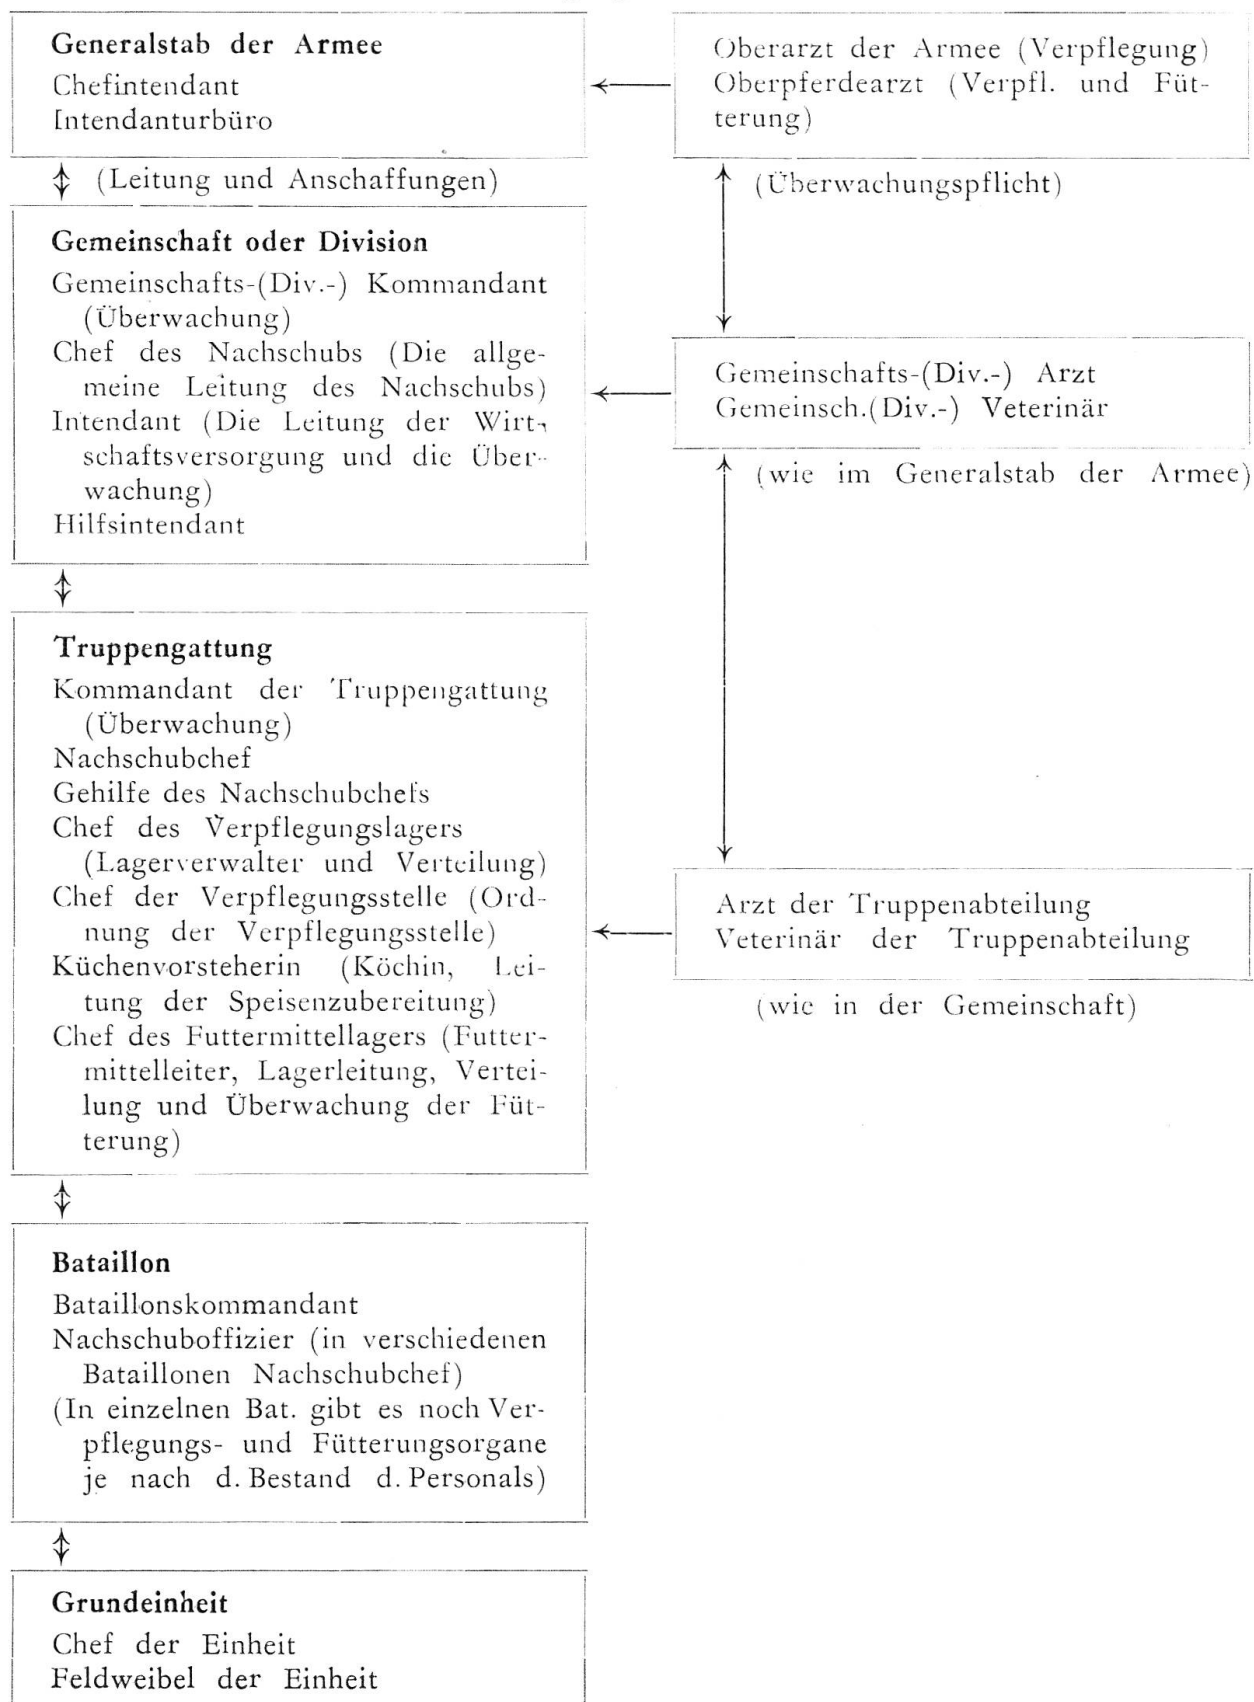 Generalstab der Armee
Chefintendant
Intendanturbüro
Oberarzt der Armee (Verpflegung)
Oberpferdearzt (Verpfl. und Füt-
terung)
(Leitung und Anschaffungen)
(Überwachungspflicht)
Gemeinschaft oder Division
Gemeinschafts-(Div.-) Kommandant
(Überwachung)
Chef des Nachschubs (Die allge-
meine Leitung des Nachschubs)
Intendant (Die Leitung der Wirt-
schaftsversorgung und die Über-
wachung)
Hilfsintendant
Gemeinschafts-(Div.-) Arzt
Gemeinsch.(Div.-) Veterinär
(wie im Generalstab der Armee)
Truppengattung
Kommandant der Truppengattung
(Überwachung)
Nachschubchef
Gehilfe des Nachschubchefs
Chef des Verpflegungslagers
(Lagerverwalter und Verteilung)
Chef der Verpflegungsstelle (Ord-
nung der Verpflegungsstelle)
Küchenvorsteherin (Köchin, Lei-
tung der Speisenzubereitung)
Chef des Futtermittellagers (Futter-
mittelleiter, Lagerleitung, Vertei-
lung und Überwachung der Füt-
terung)
Arzt der Truppenabteilung
Veterinär der Truppenabteilung
(wie in der Gemeinschaft)
Bataillon
Bataillonskommandant
Nachschuboffizier (in verschiedenen
Bataillonen Nachschubchef)
(In einzelnen Bat. gibt es noch Ver-
pflegungs- und Fütterungsorgane
je nach d. Bestand d. Personals)
Grundeinheit
Chef der Einheit
Feldweibel der Einheit